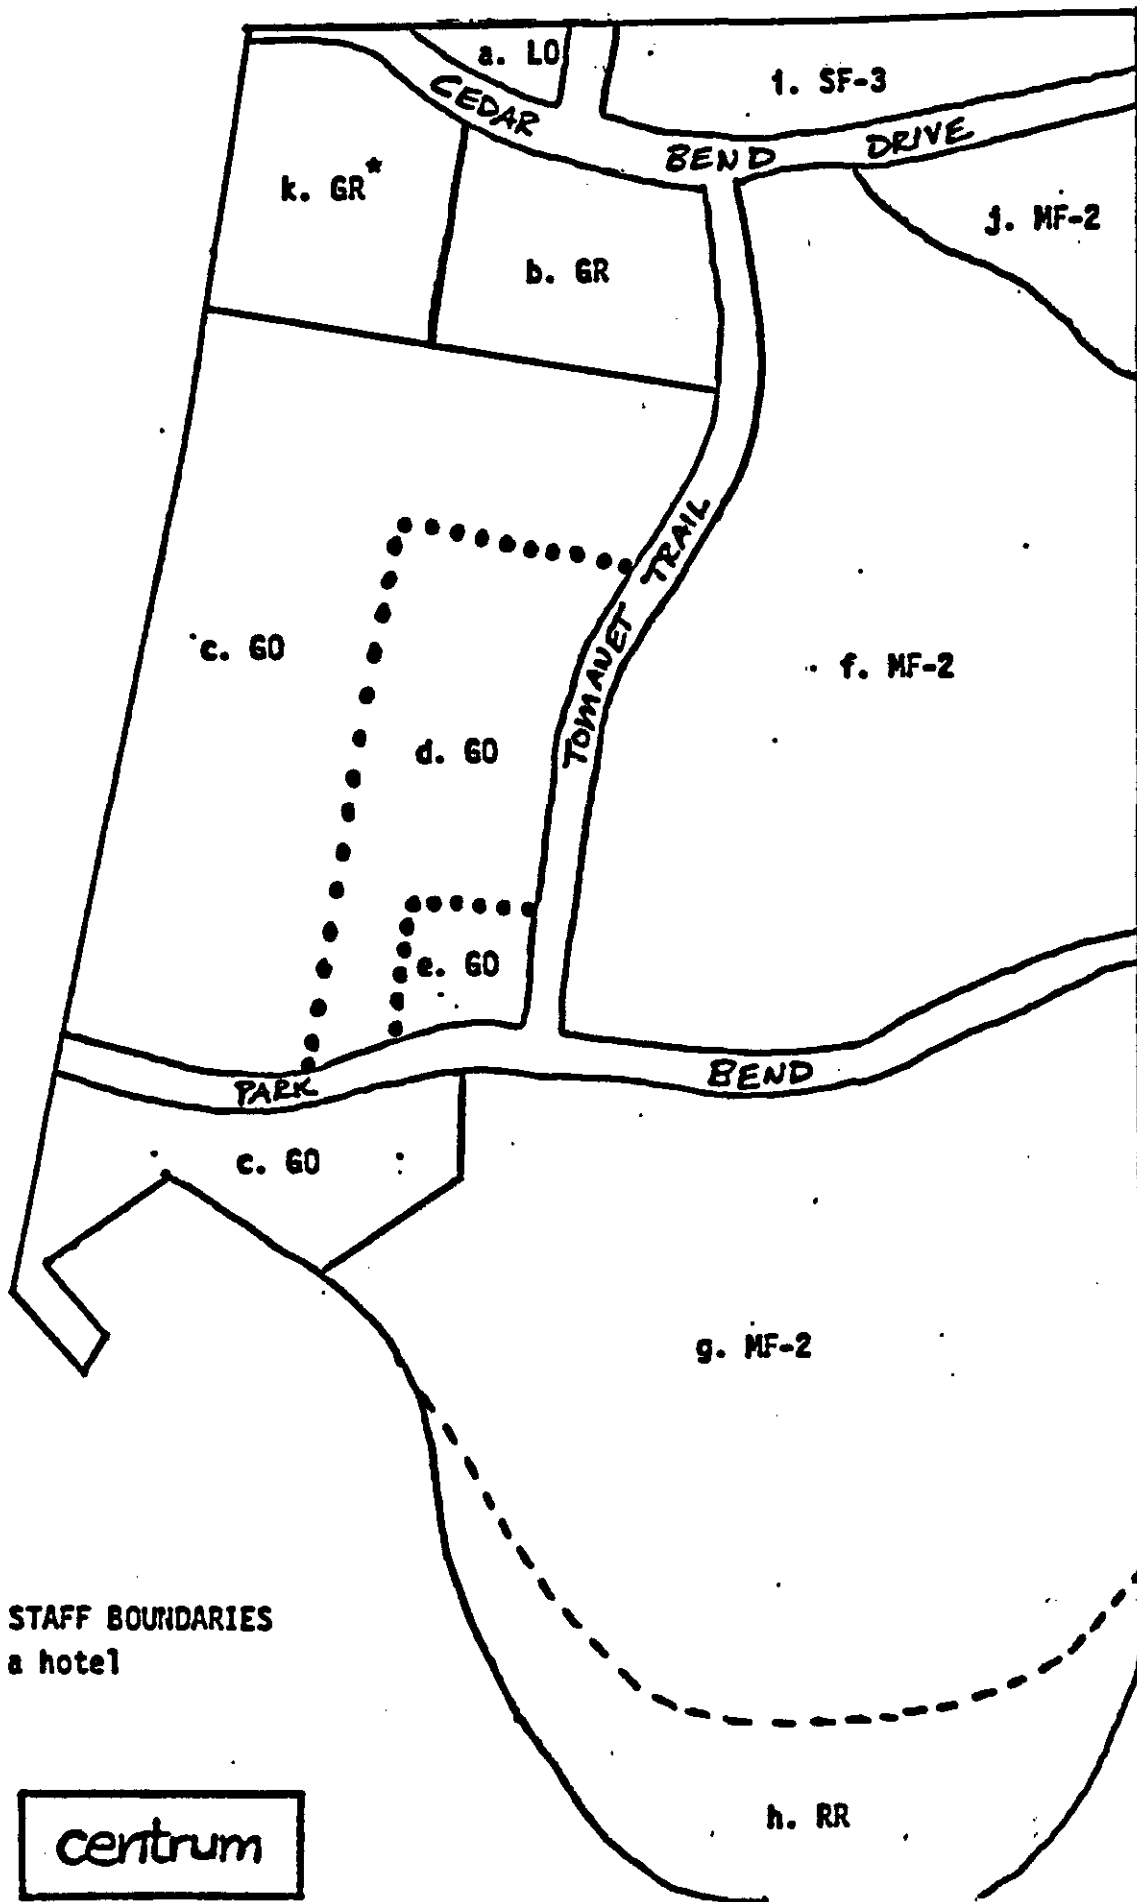 a. LO
i. SF-3
CEDAR BEND DRIVE
k. GR*
j. MF-2
b. GR
TOMANET TRAIL
c. GO
f. MF-2
d. GO
e. GO
PARK BEND
c. GO
g. MF-2
STAFF BOUNDARIES
a hotel
h. RR
centrum